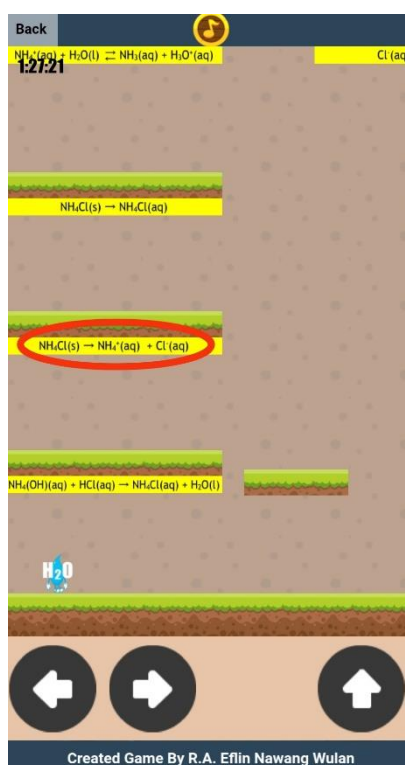 Back
NH₄⁺(aq) + H₂O(l) ⇄ NH₃(aq) + H₃O⁺(aq)
Cl⁻(aq
1:27:21
NH₄Cl(s) → NH₄Cl(aq)
NH₄Cl(s) → NH₄⁺(aq) + Cl⁻(aq)
NH₄(OH)(aq) + HCl(aq) → NH₄Cl(aq) + H₂O(l)
H₂O
Created Game By R.A. Eflin Nawang Wulan